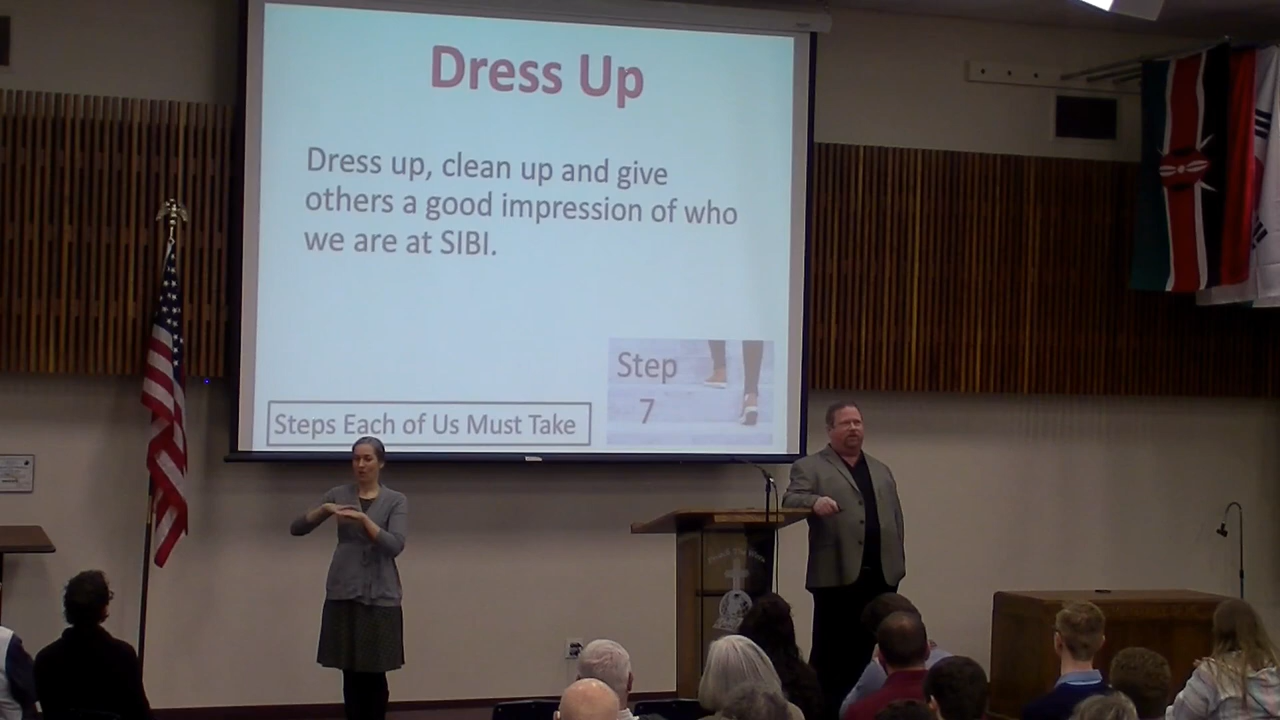 Dress Up
Dress up, clean up and give
others a good impression of who
we are at SIBI.
Step
7
Steps Each of Us Must Take